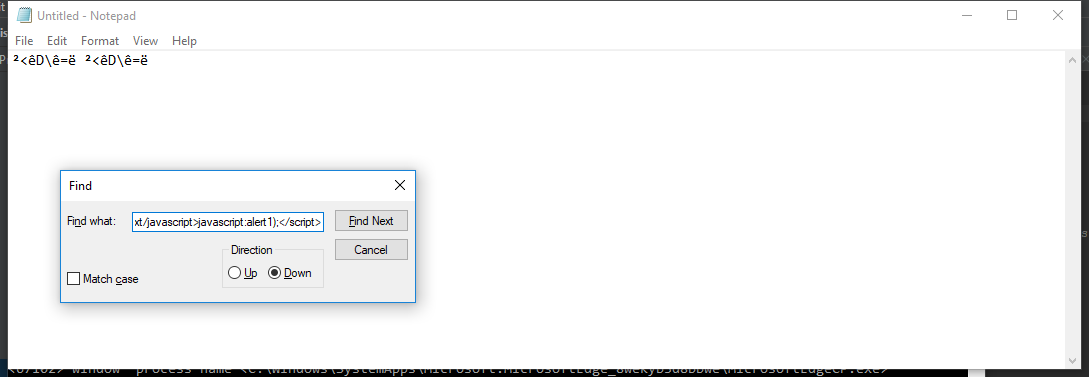 Untitled - Notepad
File Edit Format View Help
²<êD\ê=ë ²<êD\ê=ë
Find
Find what: xt/javascript>javascript:alert1);</script>
Find Next
Direction
Cancel
Up Down
Match case
window process name <C:\Windows\SystemApps\Microsoft.MicrosoftEdge_8wekyb3d8bbwe\MicrosoftEdgeCP.exe>